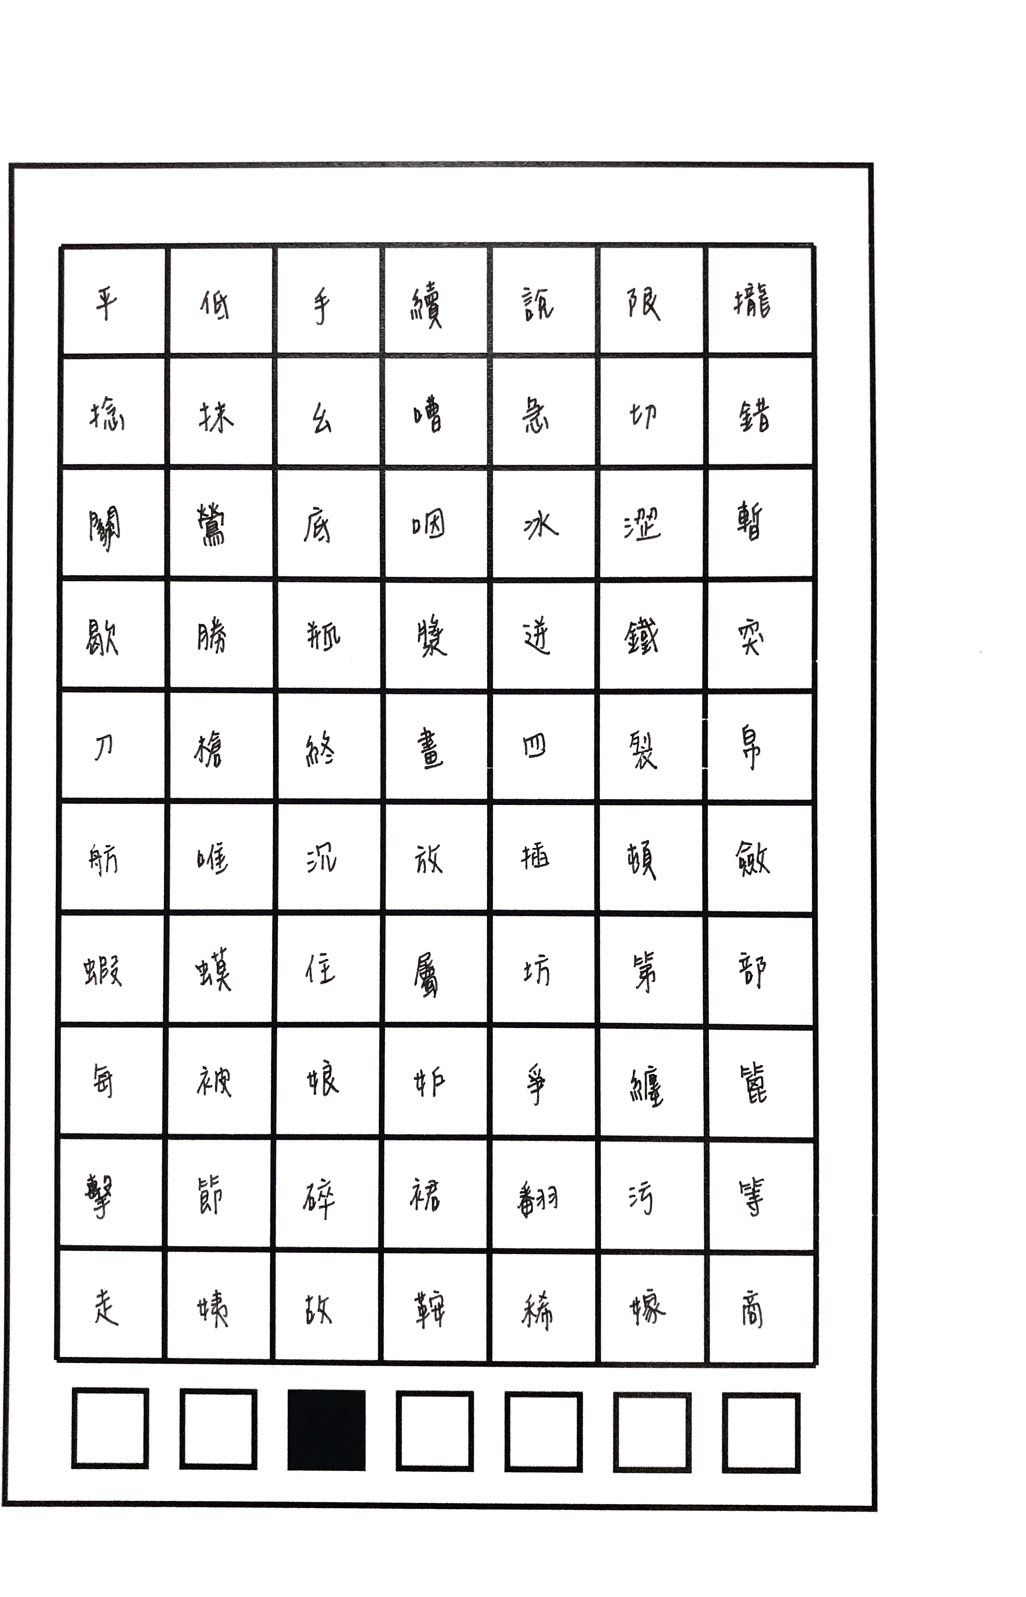 平低手續說限攏
捻抹么嘈急切錯
關鶯底咽冰澀暫
歇勝瓶漿迸鐵突
刀槍終畫四裂帛
舫唯沉放插頓斂
蝦蟆住屬坊第部
每被娘妒爭纏篦
擊節碎裙翻污等
走姨故鞍稀嫁商